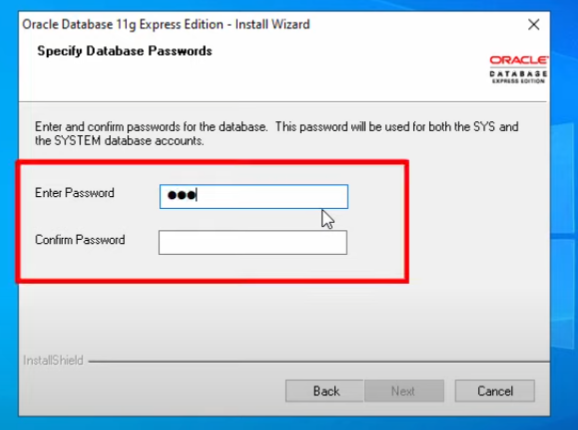 Oracle Database 11g Express Edition - Install Wizard
Specify Database Passwords
ORACLE
DATABASE
EXPRESS EDITION
Enter and confirm passwords for the database. This password will be used for both the SYS and
the SYSTEM database accounts.
Enter Password
Confirm Password
InstallShield
Back Next Cancel